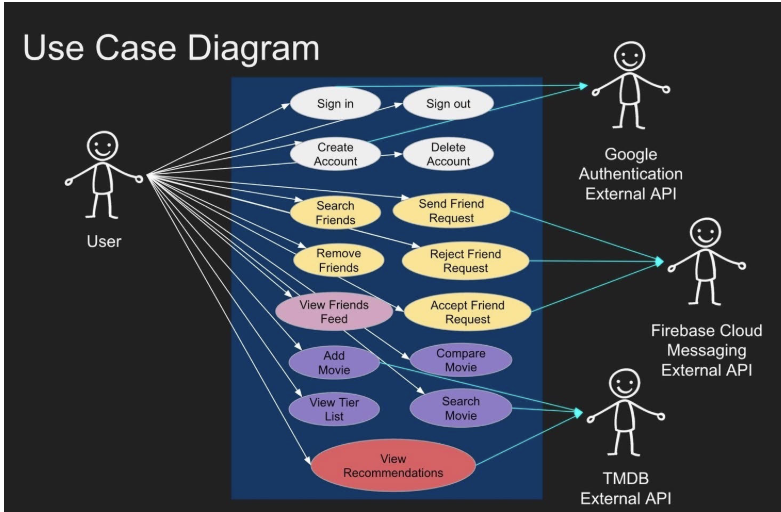 Use Case Diagram
Sign in
Sign out
Create
Account
Delete
Account
Google
Authentication
External API
User
Search
Friends
Send Friend
Request
Remove
Friends
Reject Friend
Request
View Friends
Feed
Accept Friend
Request
Firebase Cloud
Messaging
External API
Add
Movie
Compare
Movie
View Tier
List
Search
Movie
View
Recommendations
TMDB
External API